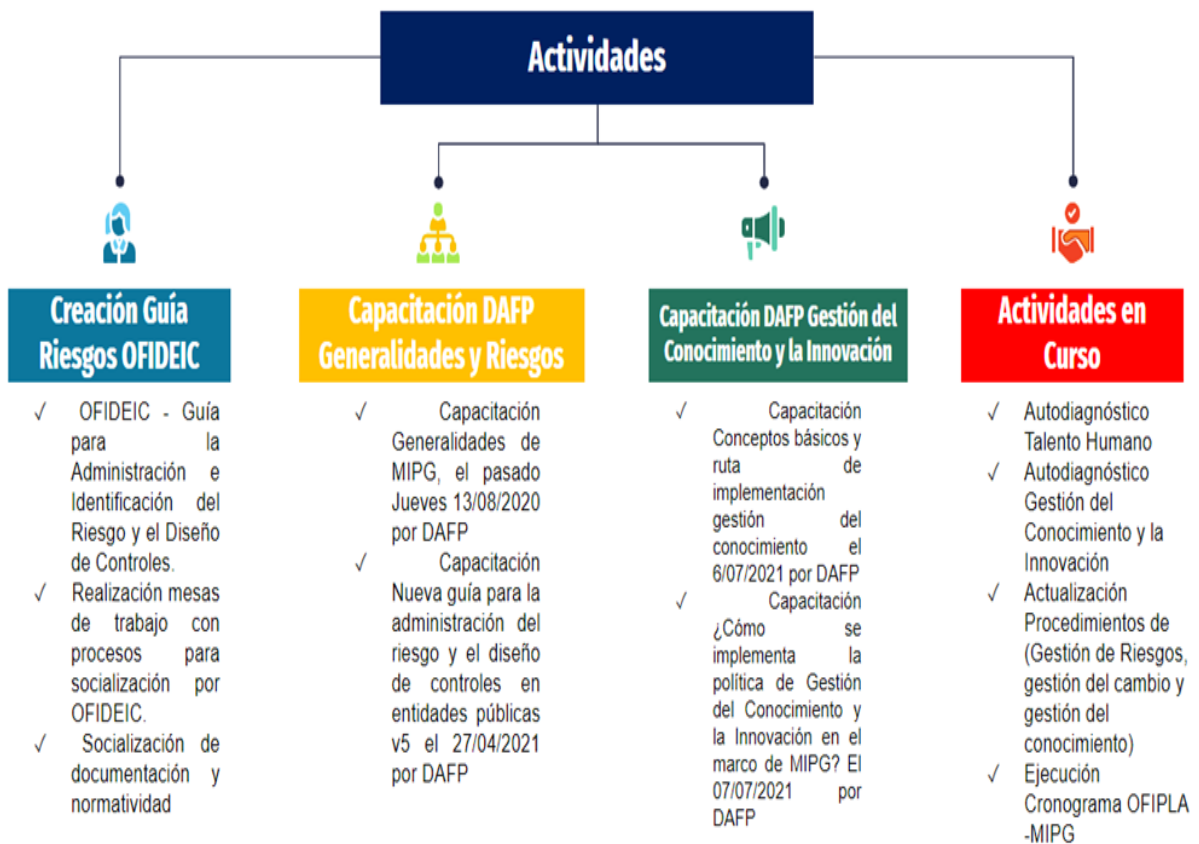 Actividades
Creación Guía
Riesgos OFIDEIC
√ OFIDEIC - Guía
para la
Administración e
Identificación del
Riesgo y el Diseño
de Controles.
√ Realización mesas
de trabajo con
procesos para
socialización por
OFIDEIC.
√ Socialización de
documentación y
normatividad
Capacitación DAFP
Generalidades y Riesgos
√ Capacitación
Generalidades de
MIPG, el pasado
Jueves 13/08/2020
por DAFP
√ Capacitación
Nueva guía para la
administración del
riesgo y el diseño
de controles en
entidades públicas
v5 el 27/04/2021
por DAFP
Capacitación DAFP Gestión del
Conocimiento y la Innovación
√ Capacitación
Conceptos básicos y
ruta de
implementación
gestión del
conocimiento el
6/07/2021 por DAFP
√ Capacitación
¿Cómo se
implementa la
política de Gestión
del Conocimiento y
la Innovación en el
marco de MIPG? El
07/07/2021 por
DAFP
Actividades en
Curso
√ Autodiagnóstico
Talento Humano
√ Autodiagnóstico
Gestión del
Conocimiento y la
Innovación
√ Actualización
Procedimientos de
(Gestión de Riesgos,
gestión del cambio y
gestión del
conocimiento)
√ Ejecución
Cronograma OFIPLA
-MIPG